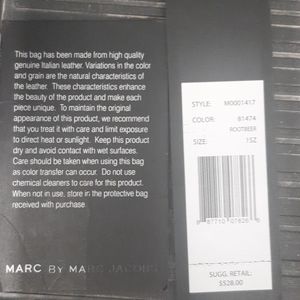 This bag has been made from high quality
genuine Italian leather. Variations in the color
and grain are the natural characteristics of
the leather. These characteristics enhance
the beauty of the product and make each
piece unique. To maintain the original
appearance of this product, we recommend
that you treat it with care and limit exposure
to direct heat or sunlight. Keep this product
dry and avoid contact with wet surfaces.
Care should be taken when using this bag
as color transfer can occur. Do not use
chemical cleaners to care for this product.
When not in use, store in the protective bag
received with purchase
MARC BY MARC JACOBS
STYLE: M0001417
COLOR: 81474
ROOTBEER
SIZE: 1SZ
SUGG. RETAIL:
$528.00